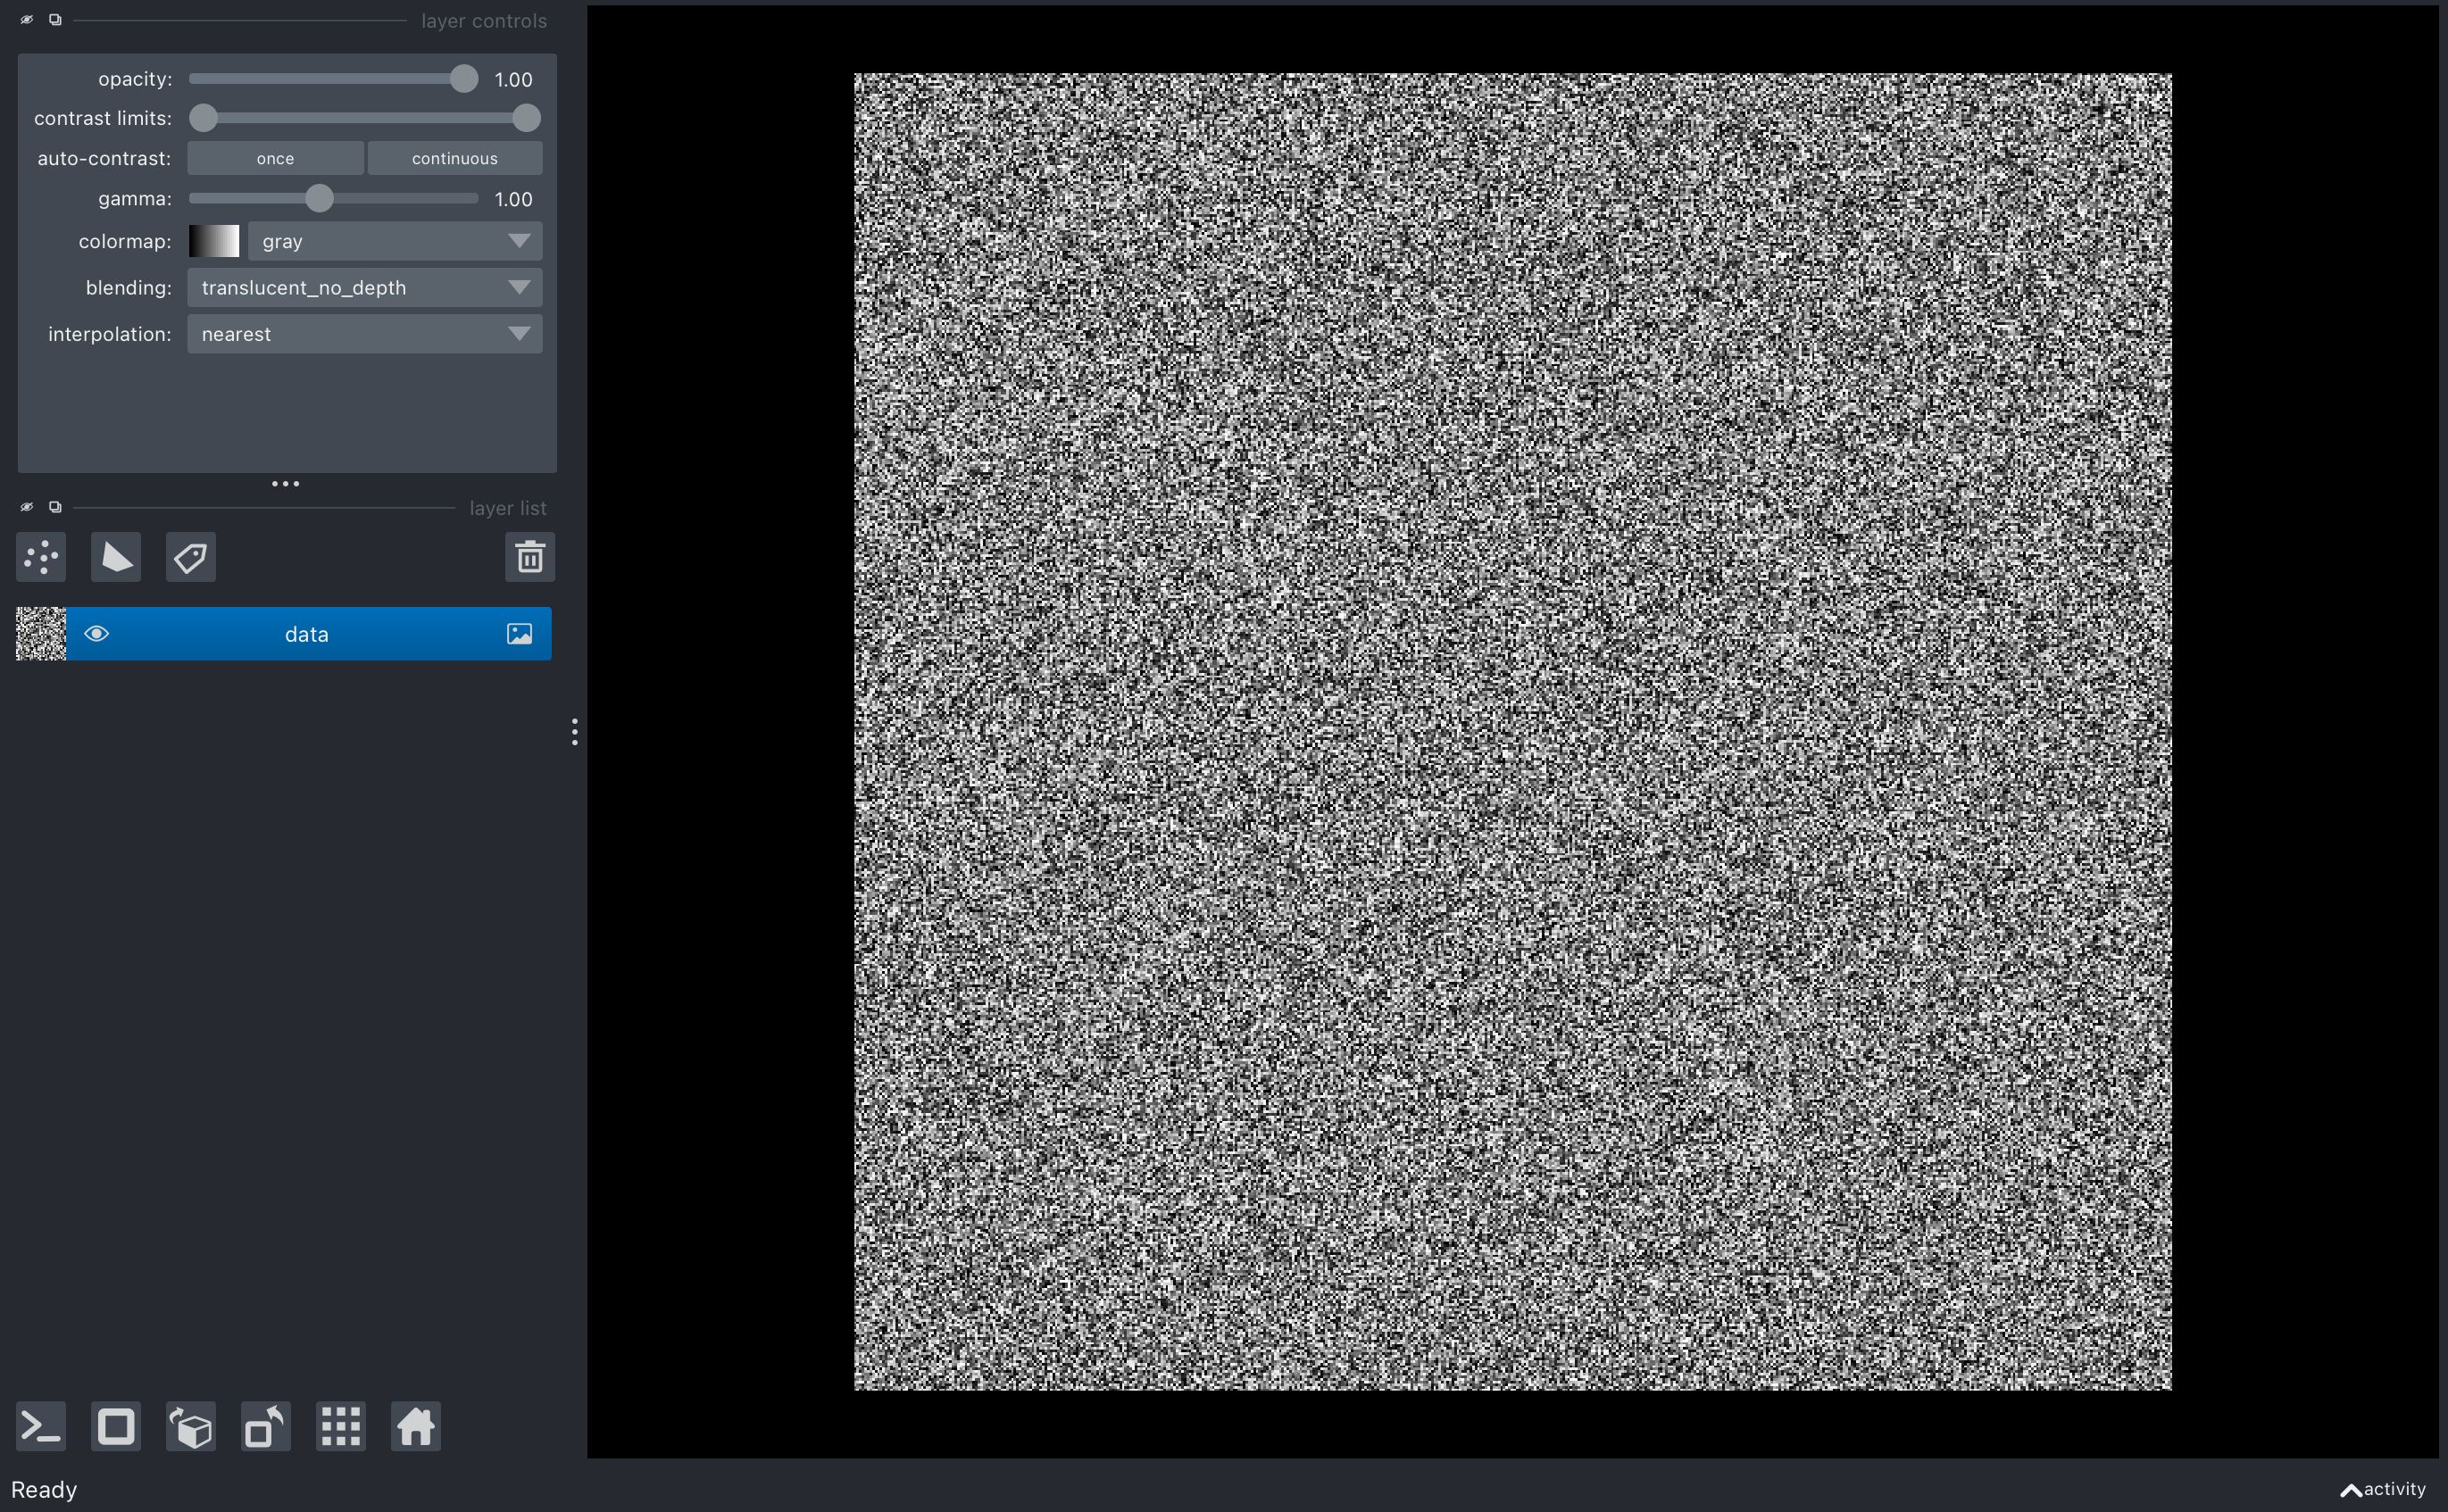 layer controls
opacity: 1.00
contrast limits:
auto-contrast: once continuous
gamma: 1.00
colormap: gray
blending: translucent_no_depth
interpolation: nearest
layer list
data
Ready activity